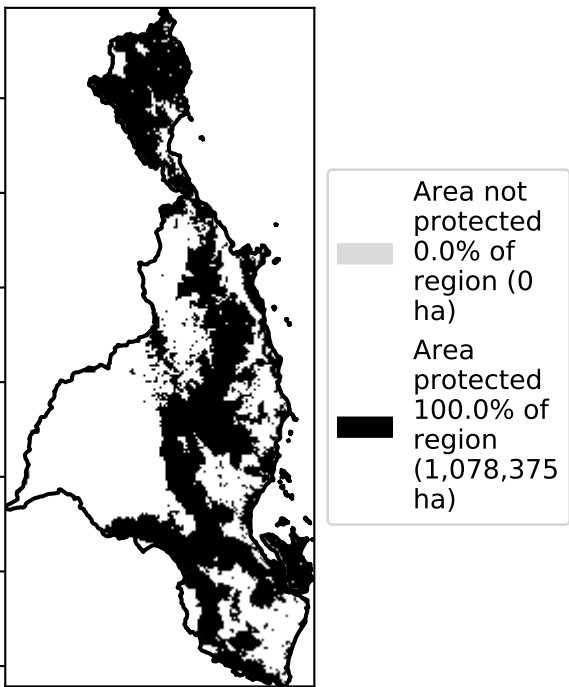 Area not
protected
0.0% of
region (0
ha)
Area
protected
100.0% of
region
(1,078,375
ha)